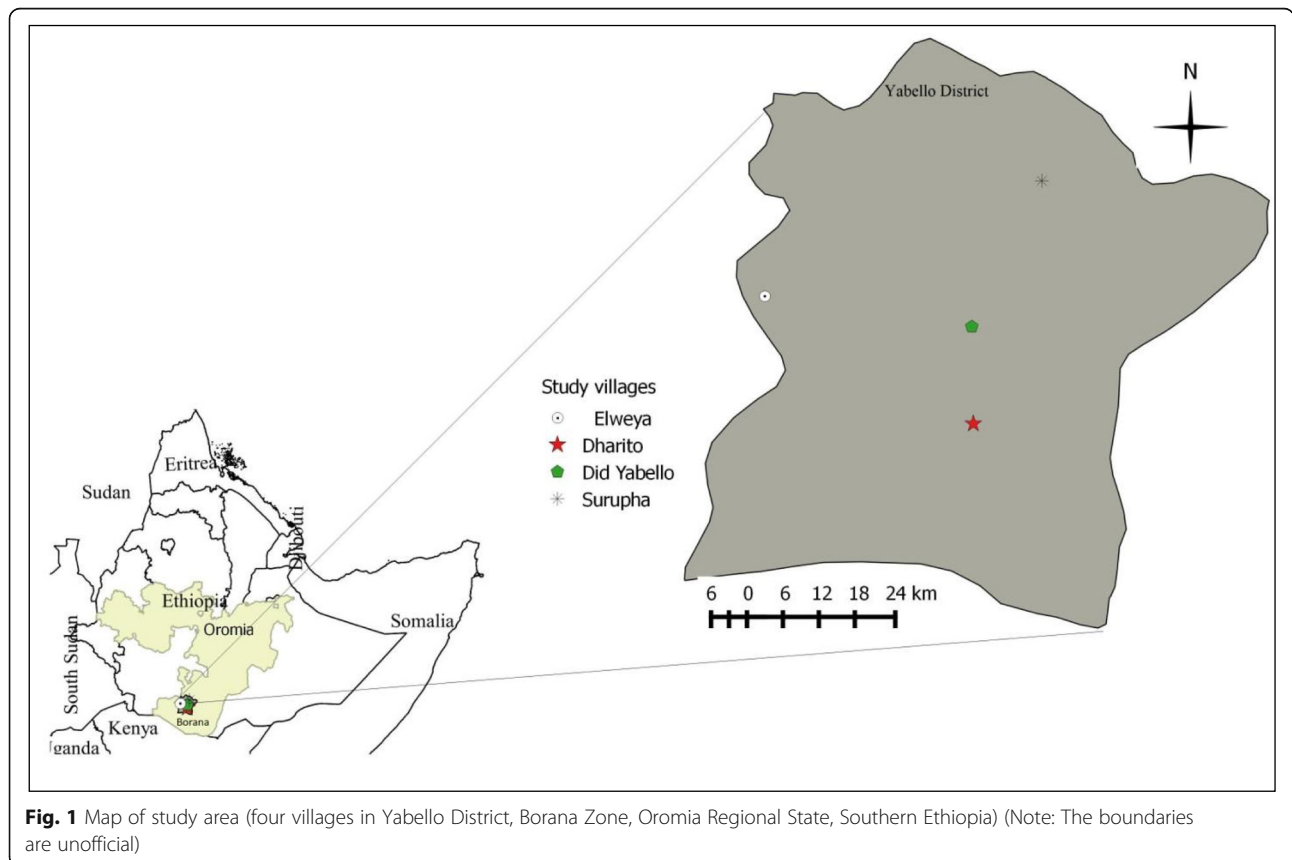 Yabello District
N
Study villages
Elweya
Dharito
Did Yabello
Surupha
6 0 6 12 18 24 km
Eritrea
Sudan
Djibouti
Ethiopia
Oromia
Somalia
South Sudan
Borana
Kenya
Uganda
Fig. 1 Map of study area (four villages in Yabello District, Borana Zone, Oromia Regional State, Southern Ethiopia) (Note: The boundaries
are unofficial)